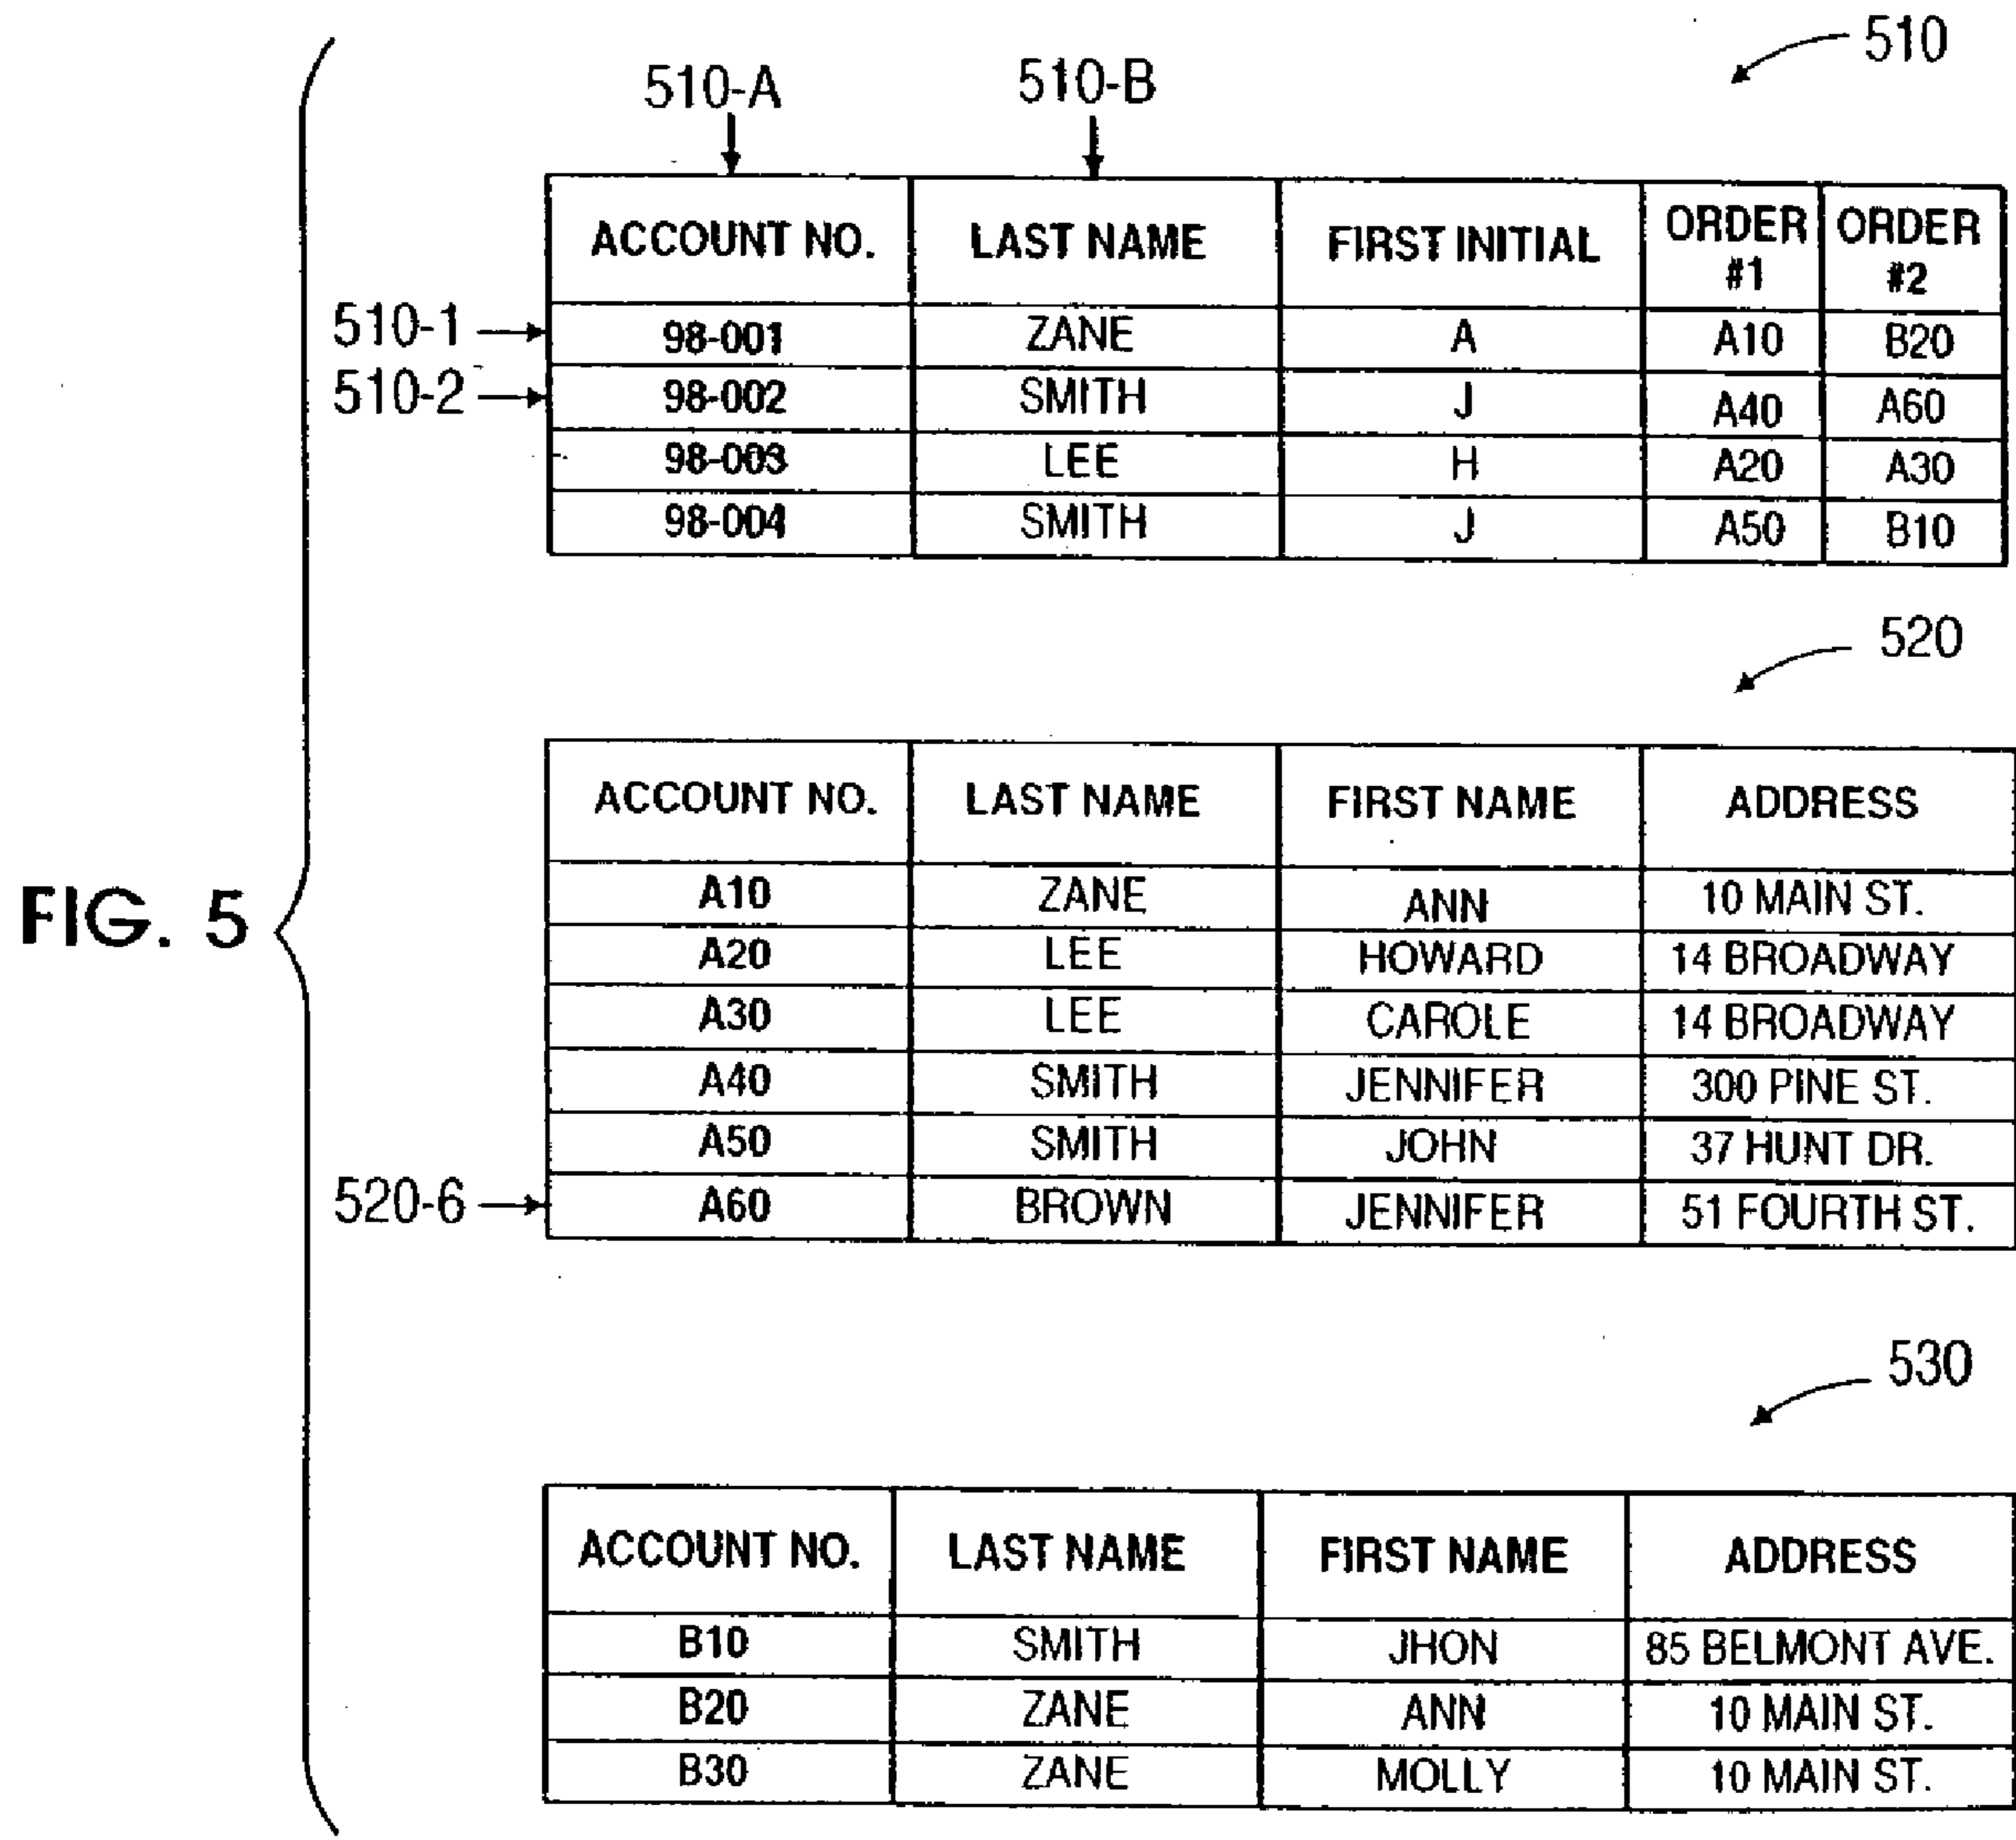 510
510-A 510-B
ACCOUNT NO. LAST NAME FIRST INITIAL ORDER #1 ORDER #2
510-1 98-001 ZANE A A10 B20
510-2 98-002 SMITH J A40 A60
98-003 LEE H A20 A30
98-004 SMITH J A50 B10
520
ACCOUNT NO. LAST NAME FIRST NAME ADDRESS
A10 ZANE ANN 10 MAIN ST.
FIG. 5
A20 LEE HOWARD 14 BROADWAY
A30 LEE CAROLE 14 BROADWAY
A40 SMITH JENNIFER 300 PINE ST.
A50 SMITH JOHN 37 HUNT DR.
520-6 A60 BROWN JENNIFER 51 FOURTH ST.
530
ACCOUNT NO. LAST NAME FIRST NAME ADDRESS
B10 SMITH JHON 85 BELMONT AVE.
B20 ZANE ANN 10 MAIN ST.
B30 ZANE MOLLY 10 MAIN ST.